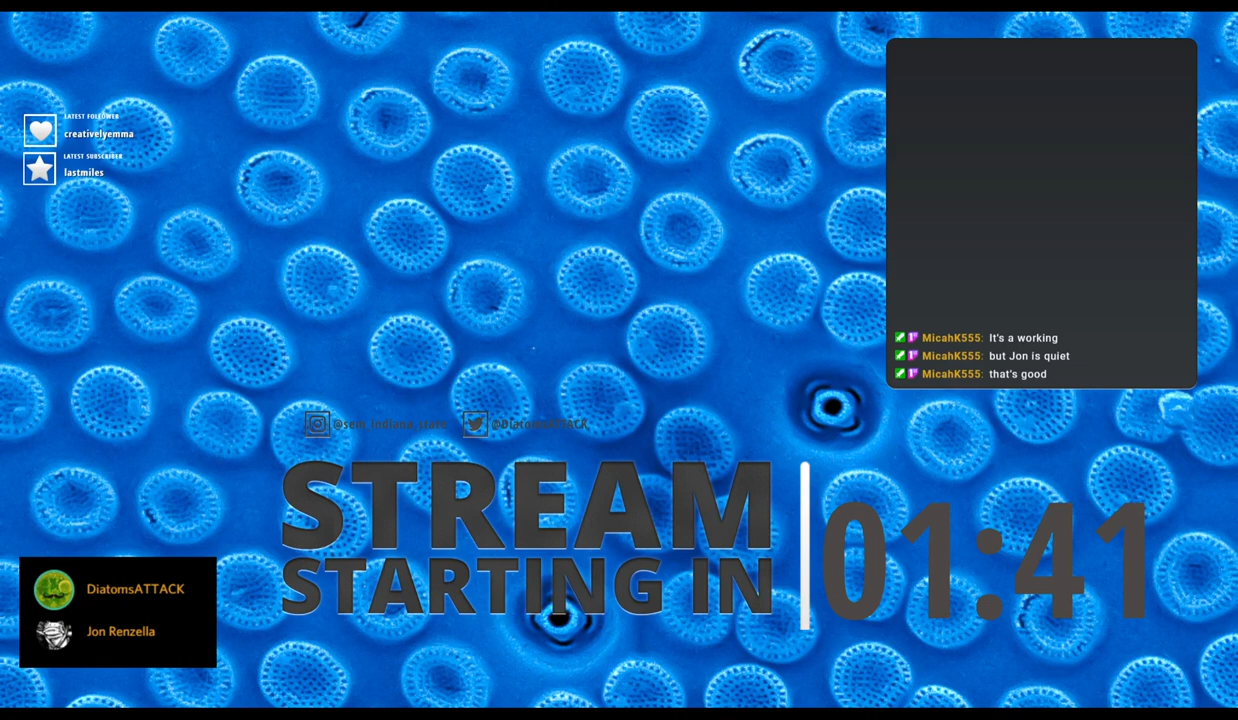 LATEST FOLLOWER
creativelyemma
LATEST SUBSCRIBER
lastmiles
MicahK555: It's a working
MicahK555: but Jon is quiet
MicahK555: that's good
@sem_indiana_state @DiatomsATTACK
STREAM
STARTING IN
01:41
DiatomsATTACK
Jon Renzella